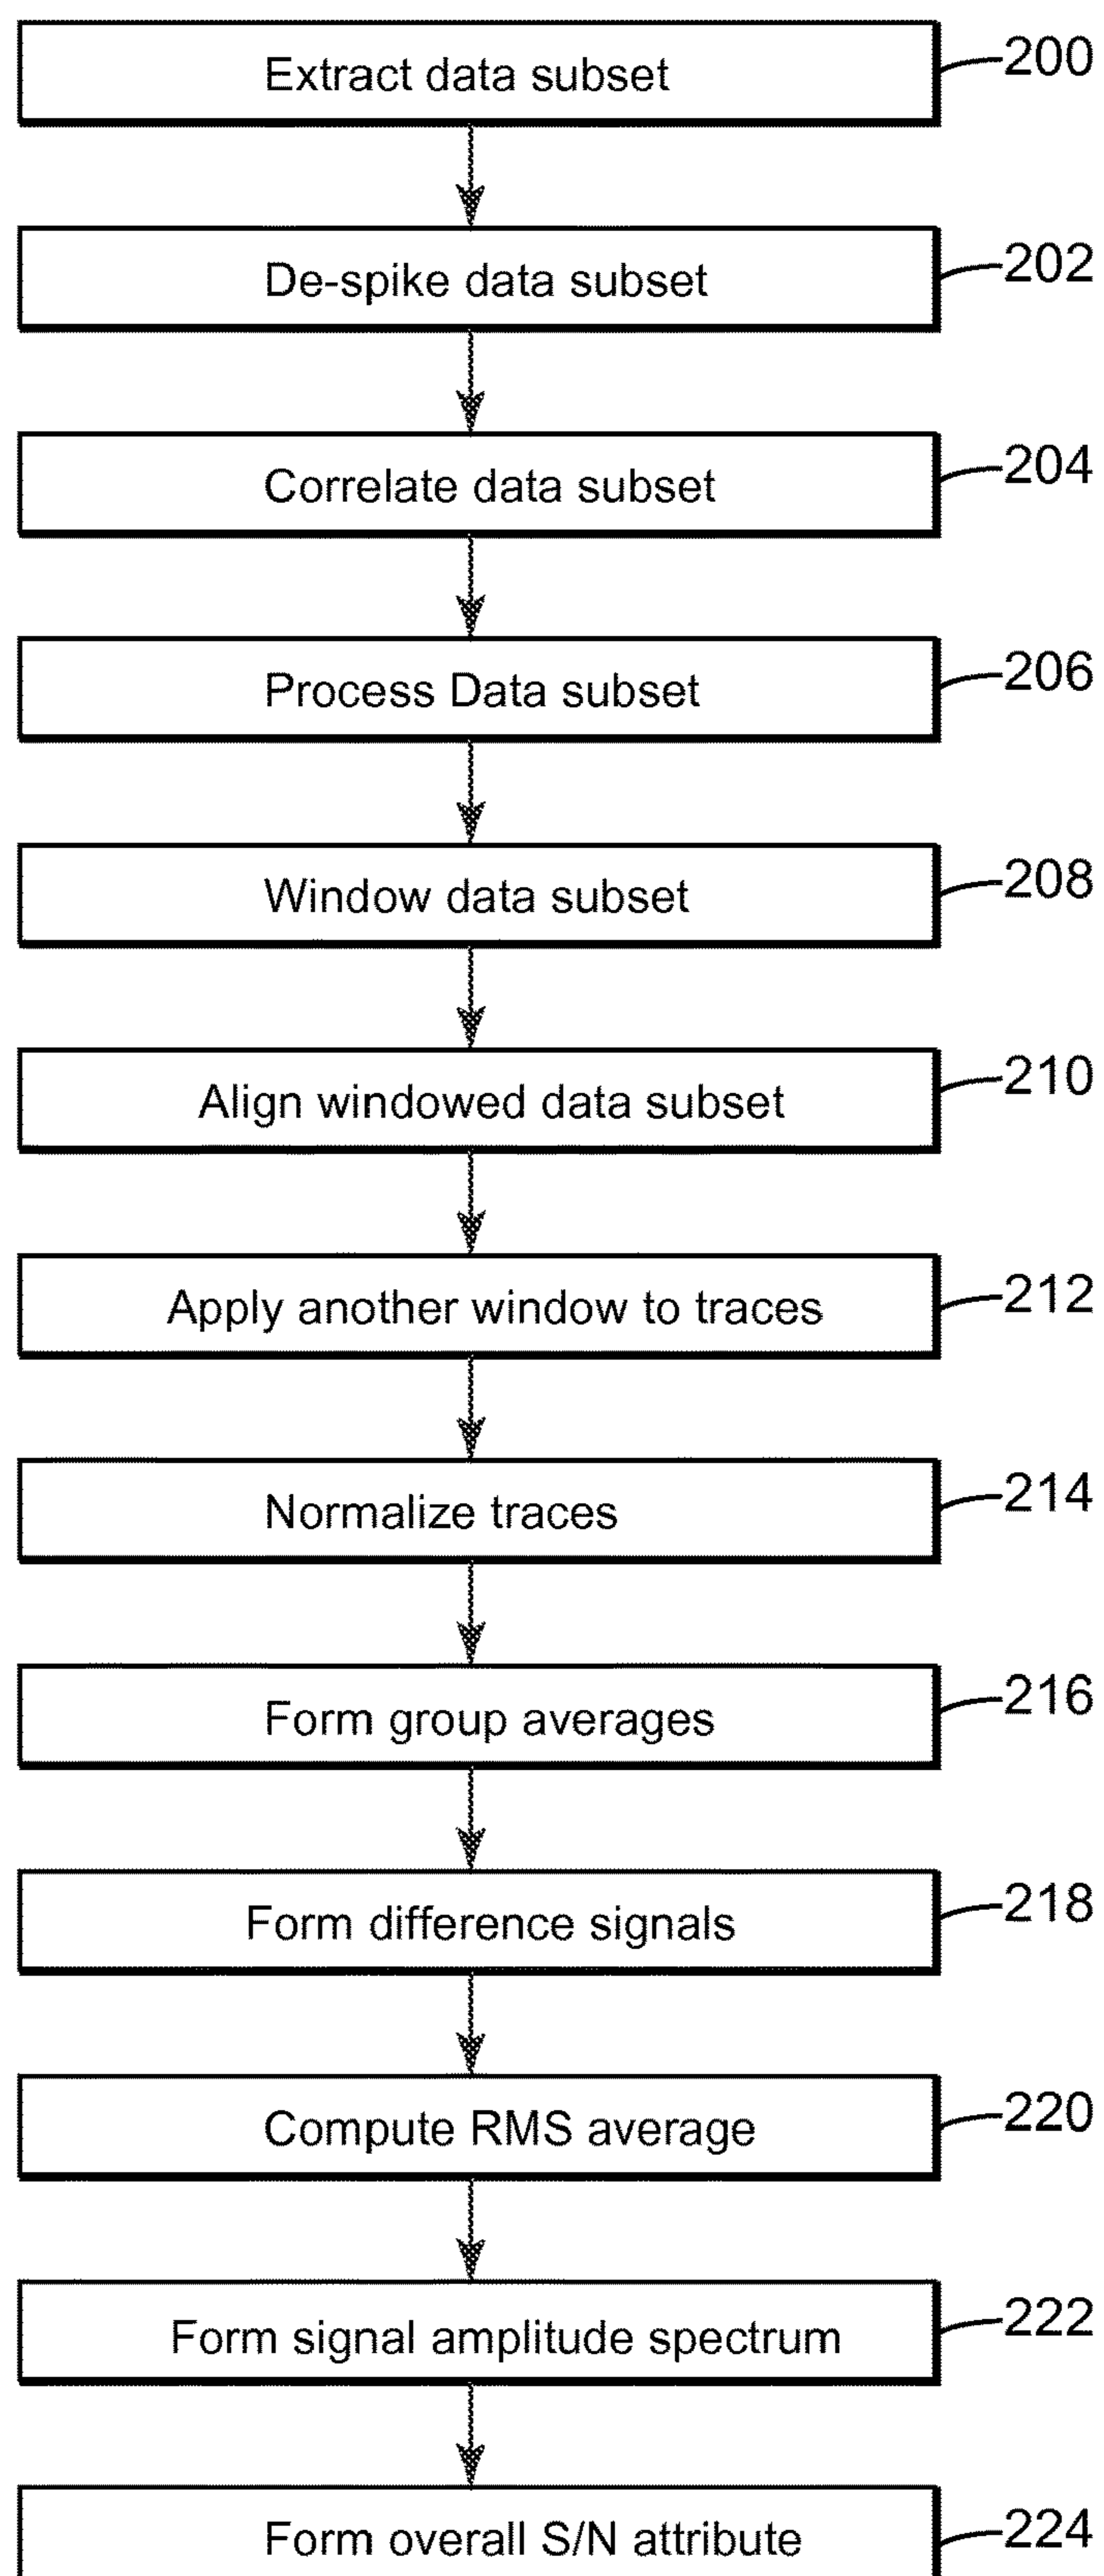 Extract data subset 200
De-spike data subset 202
Correlate data subset 204
Process Data subset 206
Window data subset 208
Align windowed data subset 210
Apply another window to traces 212
Normalize traces 214
Form group averages 216
Form difference signals 218
Compute RMS average 220
Form signal amplitude spectrum 222
Form overall S/N attribute 224